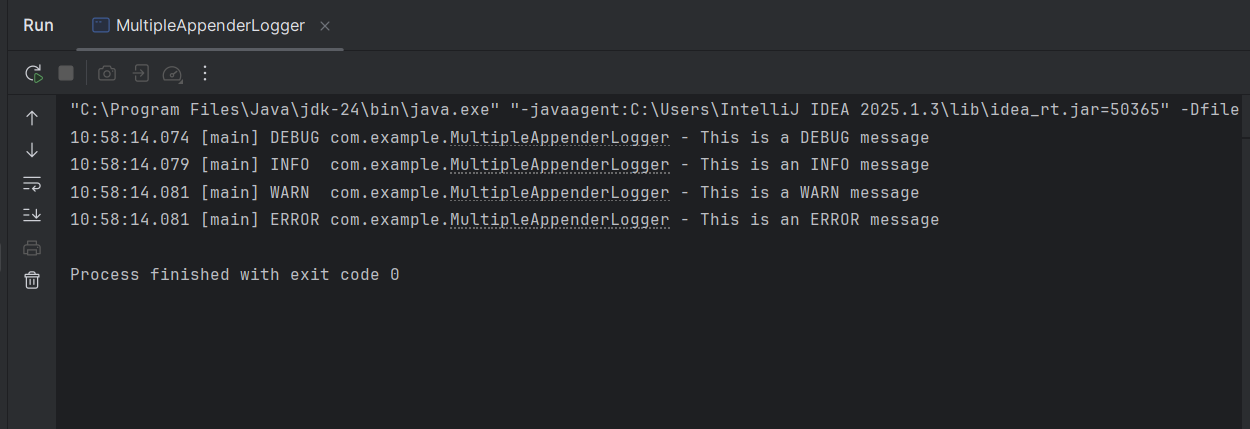 Run MultipleAppenderLogger
"C:\Program Files\Java\jdk-24\bin\java.exe" "-javaagent:C:\Users\IntelliJ IDEA 2025.1.3\lib\idea_rt.jar=50365" -Dfile
10:58:14.074 [main] DEBUG com.example.MultipleAppenderLogger - This is a DEBUG message
10:58:14.079 [main] INFO  com.example.MultipleAppenderLogger - This is an INFO message
10:58:14.081 [main] WARN  com.example.MultipleAppenderLogger - This is a WARN message
10:58:14.081 [main] ERROR com.example.MultipleAppenderLogger - This is an ERROR message
Process finished with exit code 0